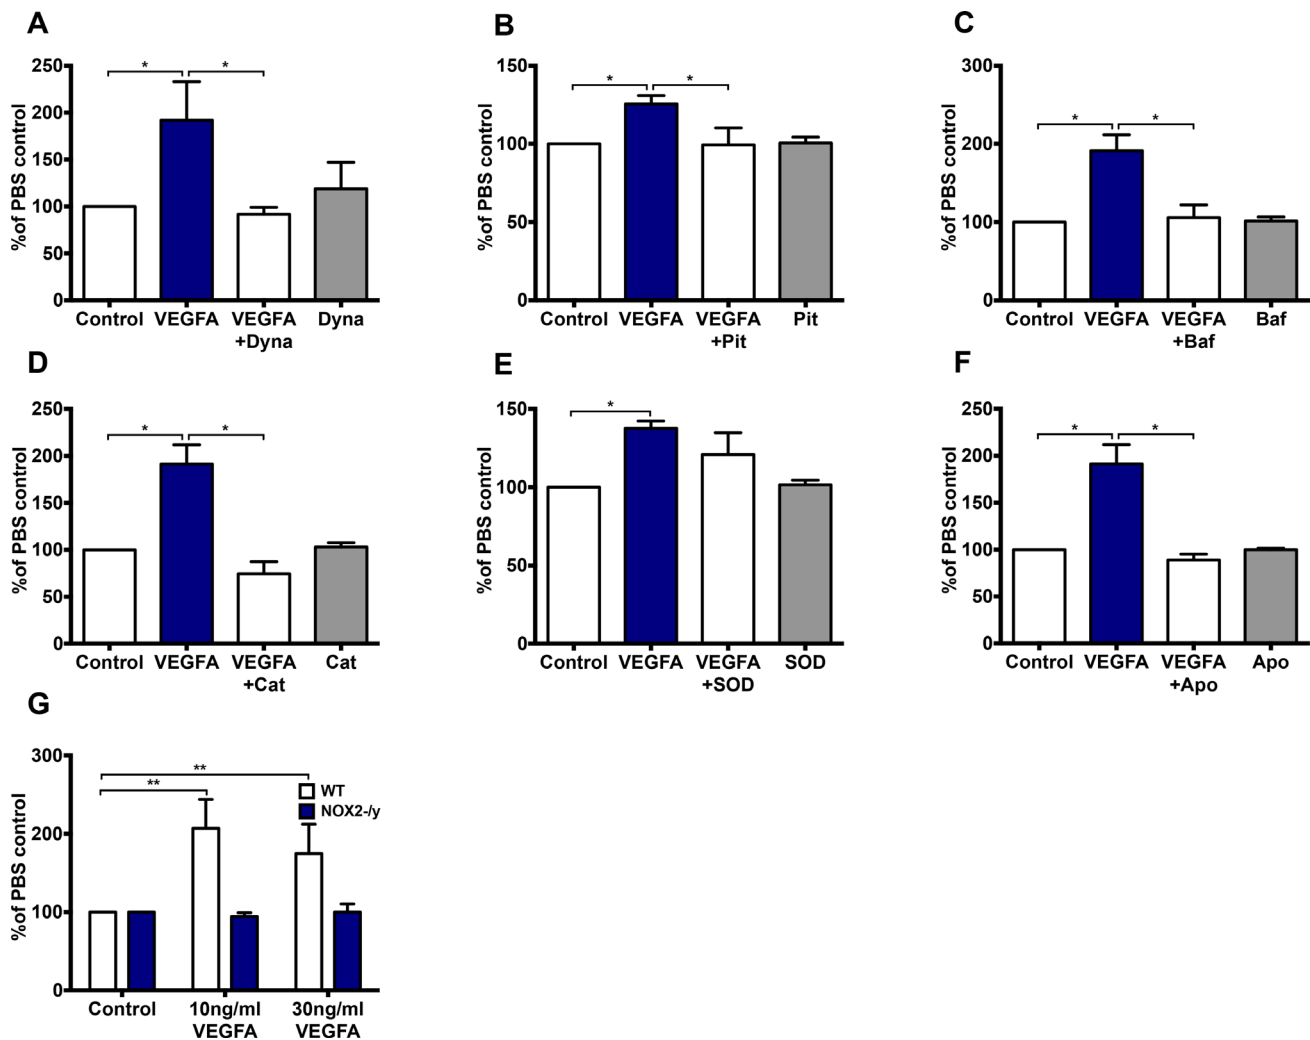 A
%of PBS control
250
200
150
100
50
0
*
*
Control
VEGFA
VEGFA
+Dyna
Dyna
B
%of PBS control
150
100
50
0
*
*
Control
VEGFA
VEGFA
+Pit
Pit
C
%of PBS control
300
200
100
0
*
*
Control
VEGFA
VEGFA
+Baf
Baf
D
%of PBS control
250
200
150
100
50
0
*
*
Control
VEGFA
VEGFA
+Cat
Cat
E
%of PBS control
150
100
50
0
*
Control
VEGFA
VEGFA
+SOD
SOD
F
%of PBS control
250
200
150
100
50
0
*
*
Control
VEGFA
VEGFA
+Apo
Apo
G
%of PBS control
300
200
100
0
**
**
WT
NOX2-/y
Control
10ng/ml
VEGFA
30ng/ml
VEGFA